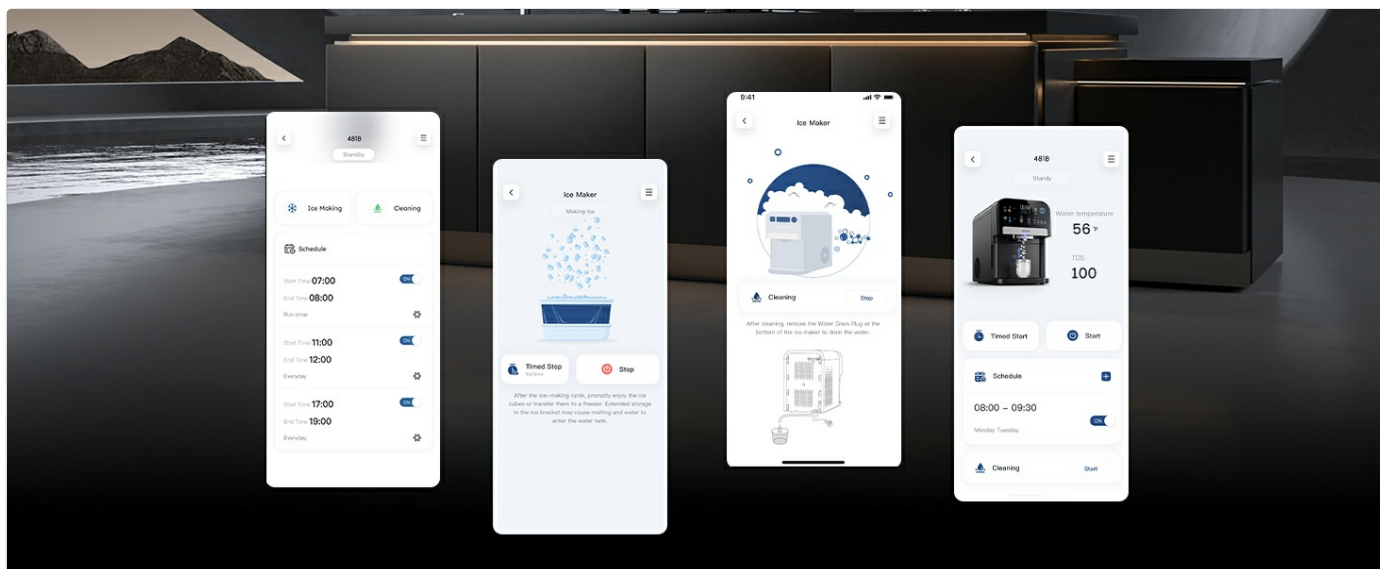 481B
Standby
Ice Making
Cleaning
Schedule
Start Time 07:00
ON
End Time 08:00
Run once
Start Time 11:00
ON
End Time 12:00
Everyday
Start Time 17:00
ON
End Time 19:00
Everyday
Ice Maker
Making Ice
Timed Stop
Stop
After the ice-making cycle, promptly enjoy the ice
cubes or transfer them to a freezer. Extended storage
in the ice bracket may cause melting and water to
enter the water tank.
9:41
Ice Maker
Cleaning
Stop
After cleaning, remove the Water Drain Plug at the
bottom of the ice maker to drain the water.
481B
Standy
Water temperature
56 °F
TDS
100
Timed Start
Start
Schedule
08:00 – 09:30
ON
Monday Tuesday
Cleaning
Start